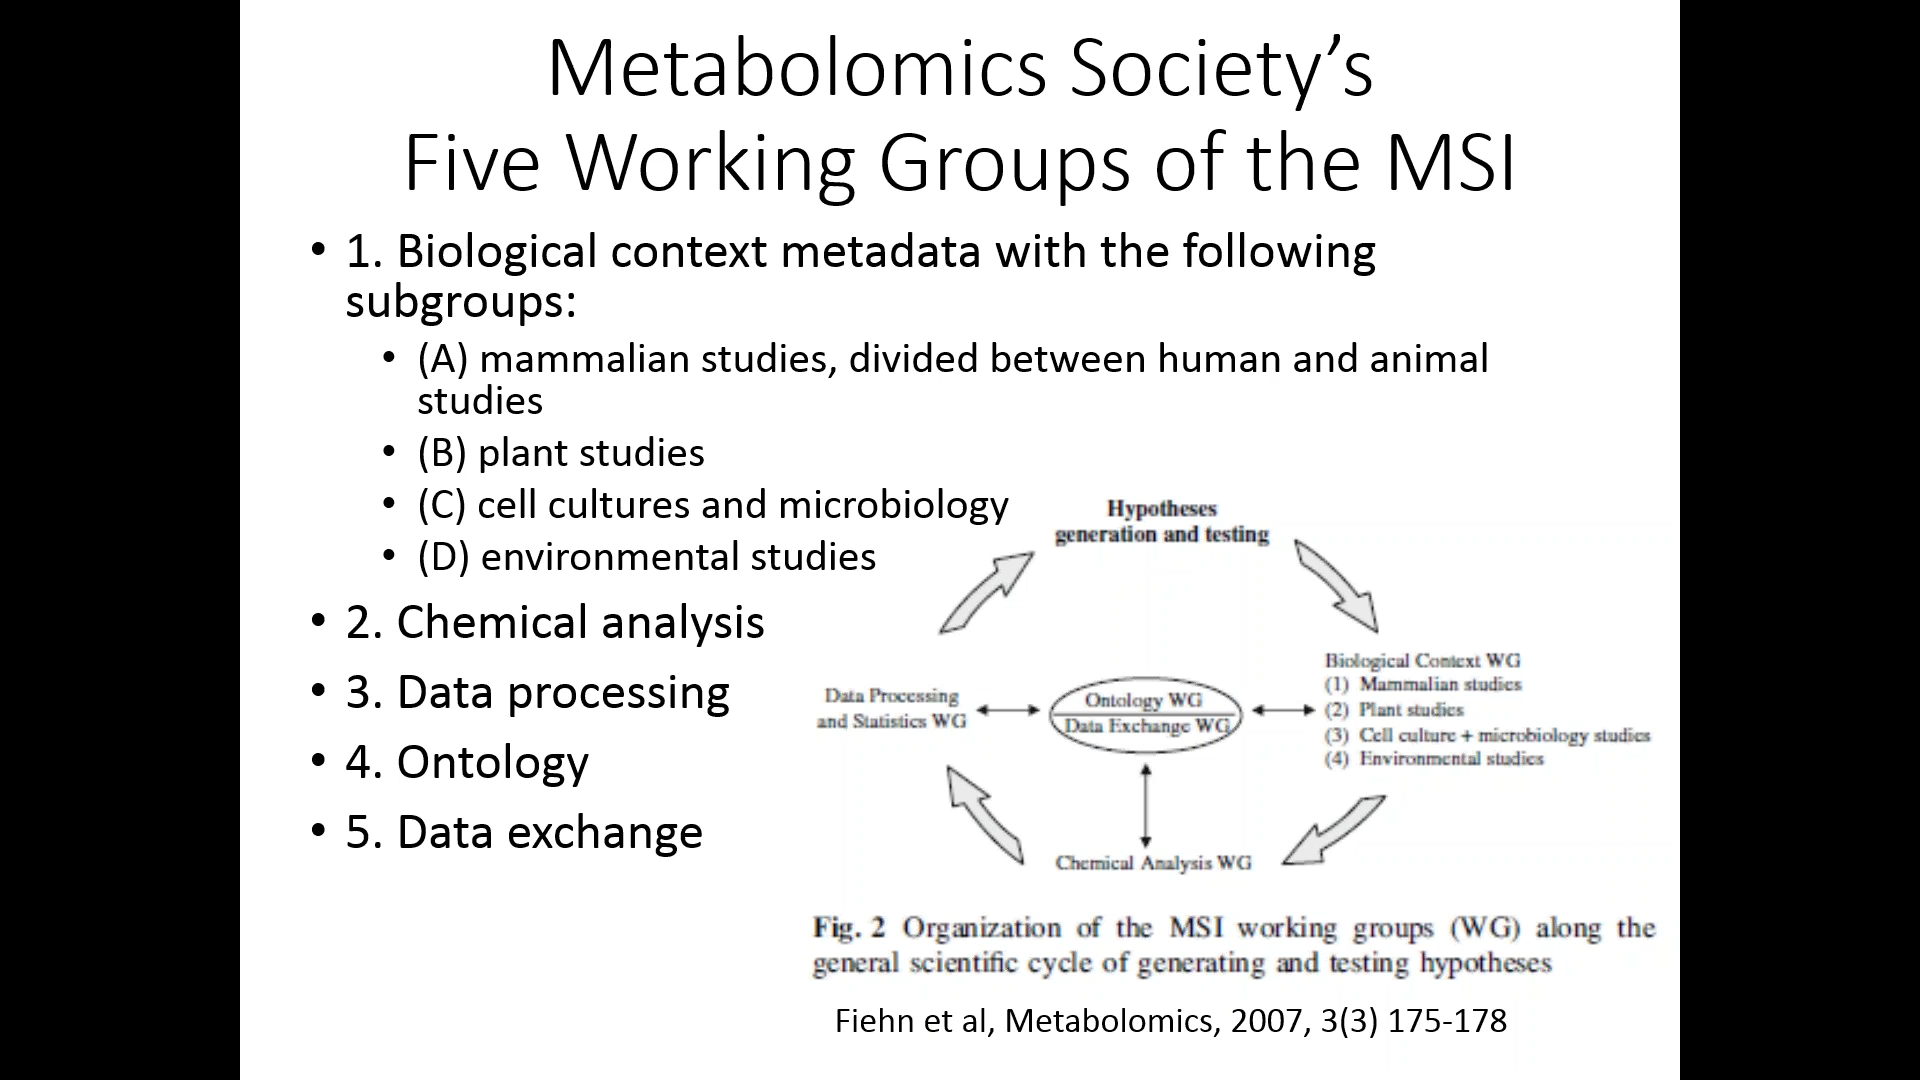 Metabolomics Society’s
Five Working Groups of the MSI
• 1. Biological context metadata with the following
subgroups:
• (A) mammalian studies, divided between human and animal
studies
• (B) plant studies
• (C) cell cultures and microbiology
• (D) environmental studies
• 2. Chemical analysis
• 3. Data processing
• 4. Ontology
• 5. Data exchange
Hypotheses
generation and testing
Biological Context WG
(1) Mammalian studies
(2) Plant studies
(3) Cell culture + microbiology studies
(4) Environmental studies
Data Processing
and Statistics WG
Ontology WG
Data Exchange WG
Chemical Analysis WG
Fig. 2 Organization of the MSI working groups (WG) along the
general scientific cycle of generating and testing hypotheses
Fiehn et al, Metabolomics, 2007, 3(3) 175-178